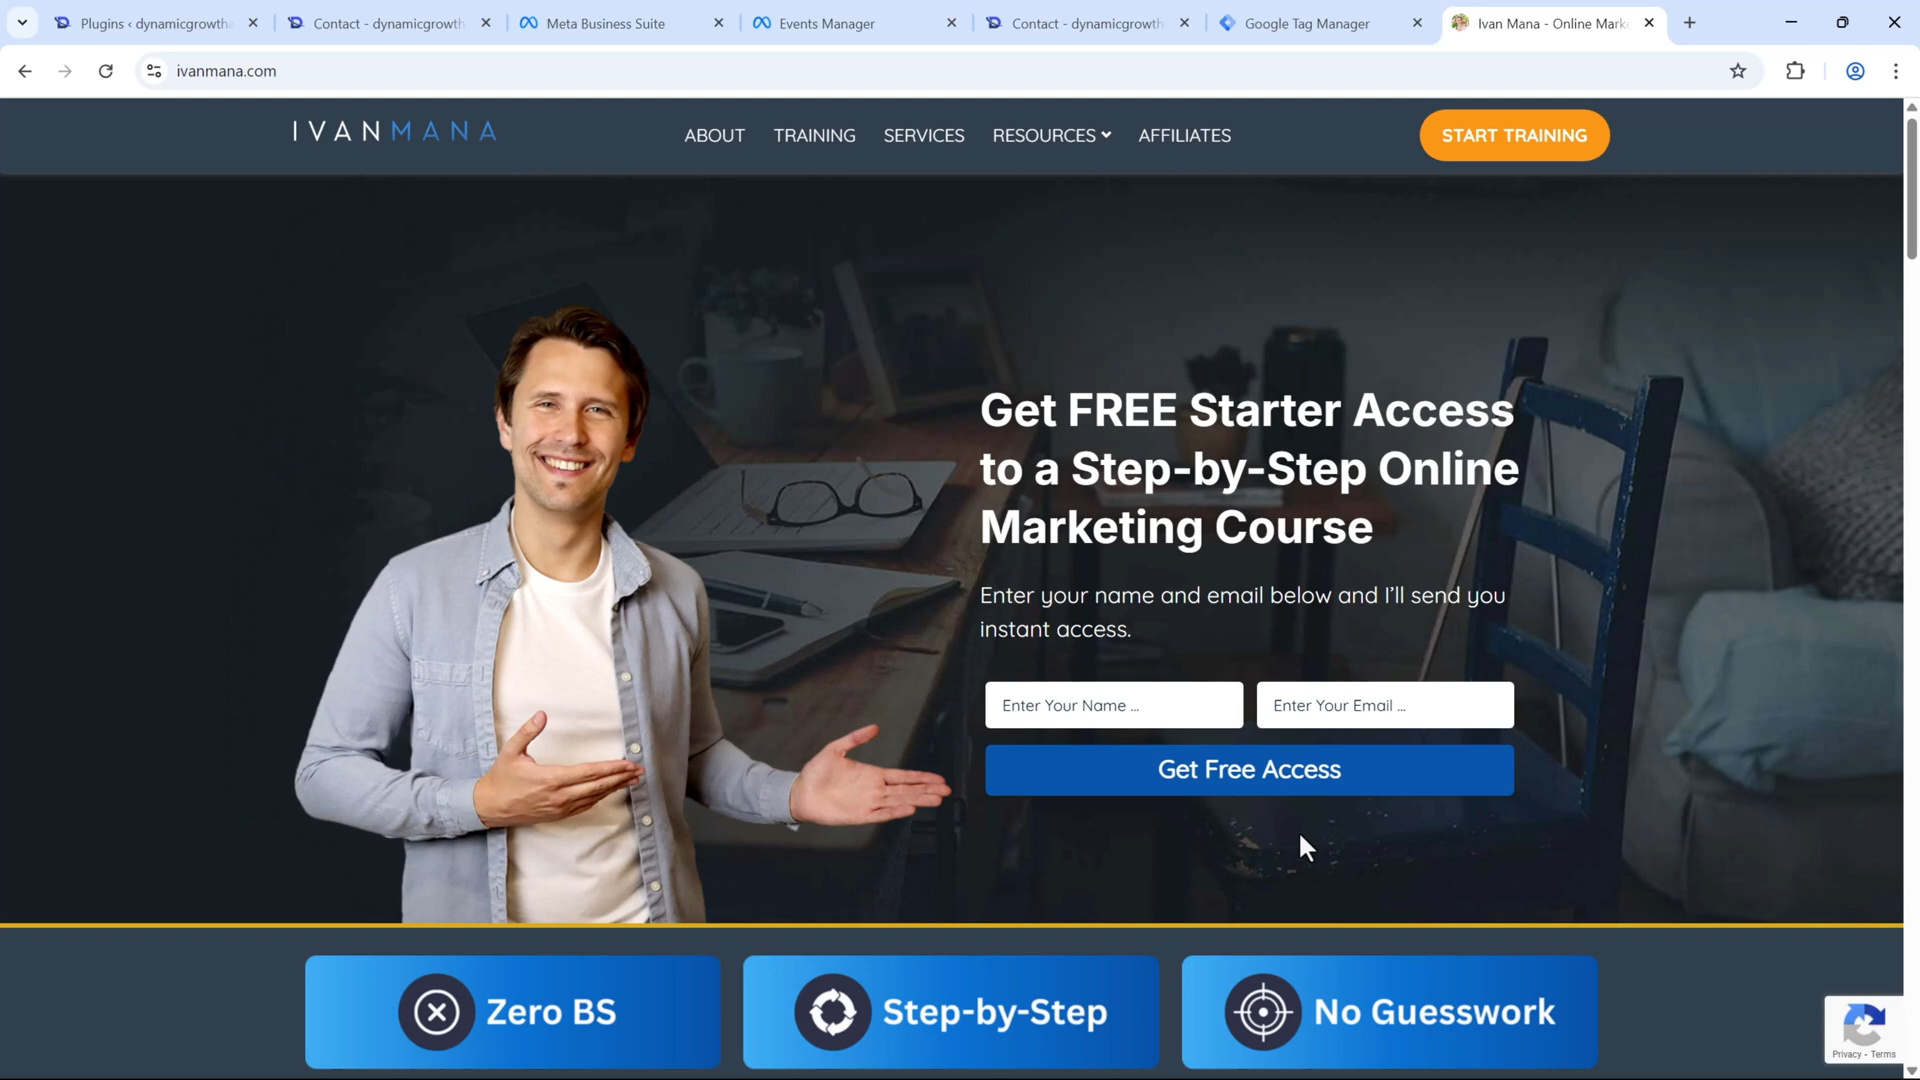 Plugins ‹ dynamicgrowth
Contact - dynamicgrowth
Meta Business Suite
Events Manager
Contact - dynamicgrowth
Google Tag Manager
Ivan Mana - Online Mark
ivanmana.com
IVANMANA
ABOUT
TRAINING
SERVICES
RESOURCES
AFFILIATES
START TRAINING
Get FREE Starter Access
to a Step-by-Step Online
Marketing Course
Enter your name and email below and I’ll send you
instant access.
Enter Your Name ...
Enter Your Email ...
Get Free Access
Zero BS
Step-by-Step
No Guesswork
Privacy - Terms